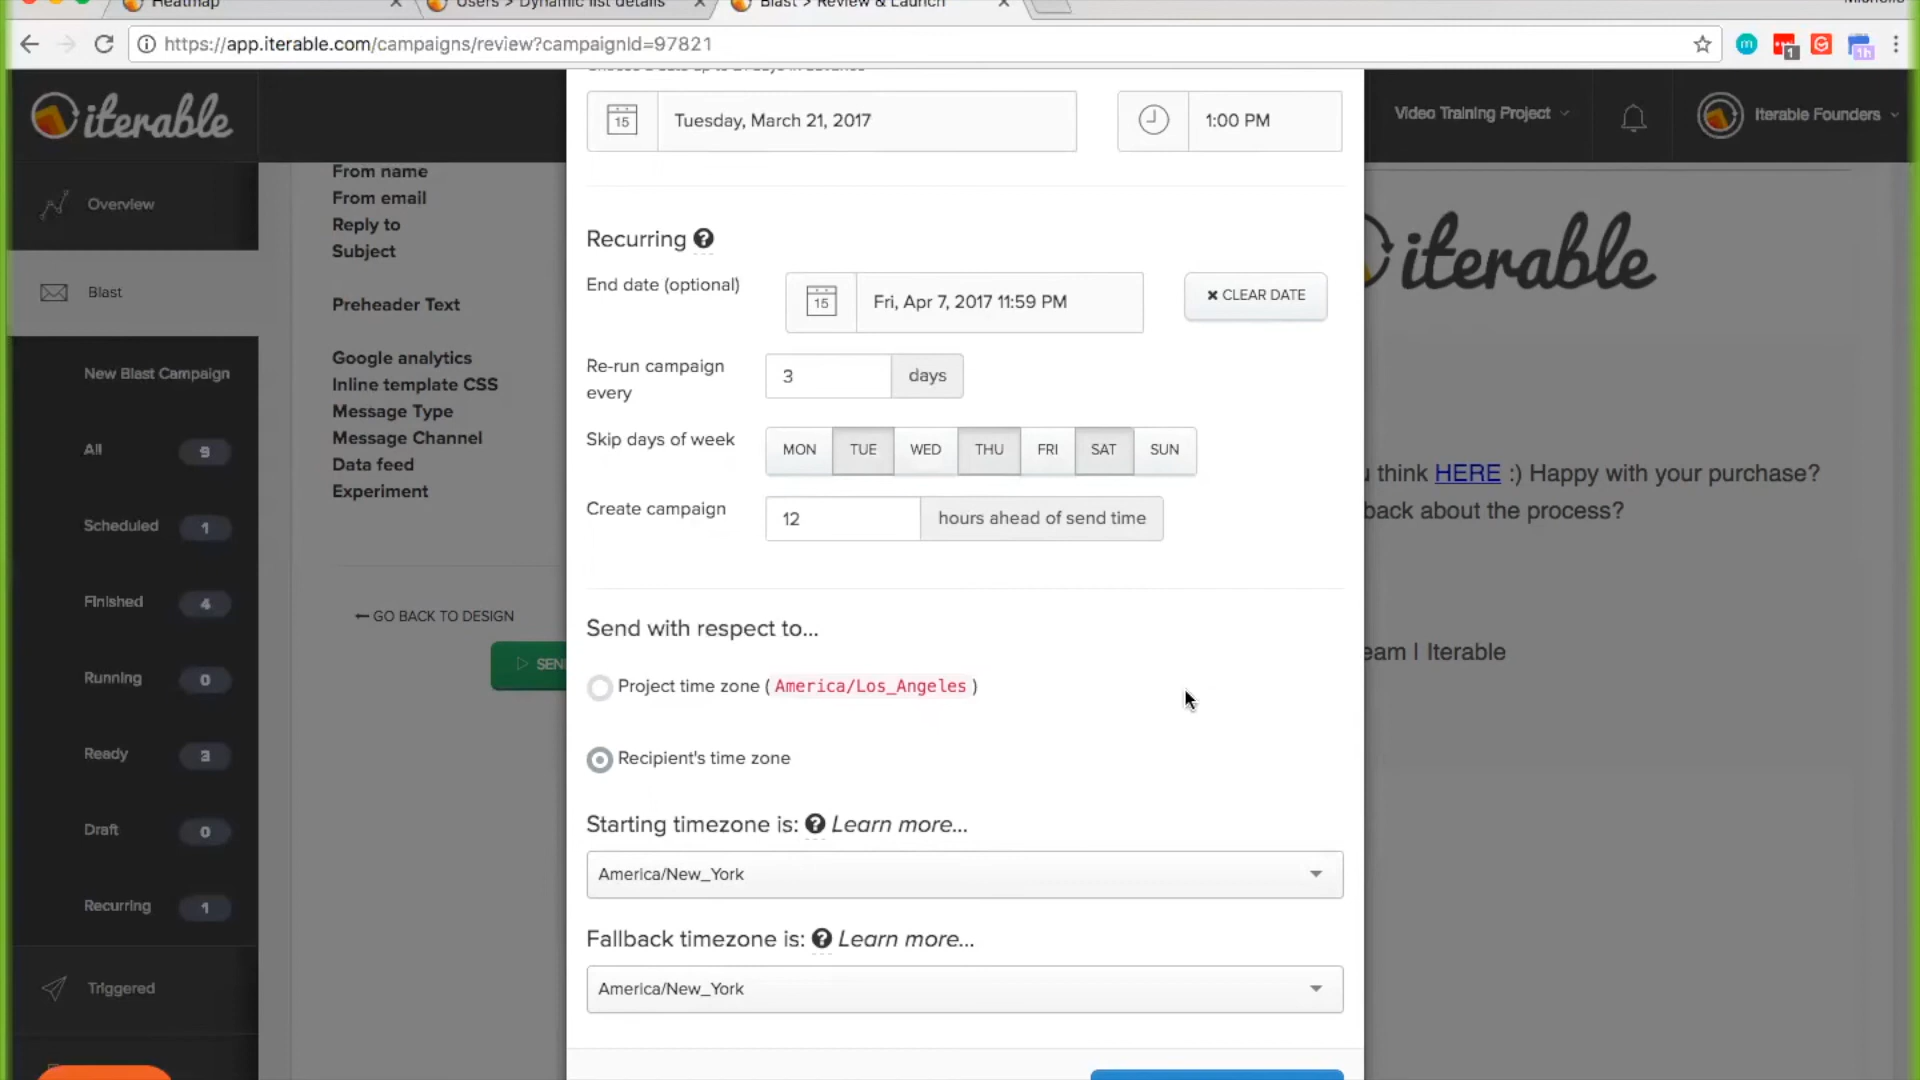 Heatmap
Users > Dynamic list details
Blast > Review & Launch
Michelle
https://app.iterable.com/campaigns/review?campaignId=97821
m
1
1h
iterable
Video Training Project
Iterable Founders
Overview
Blast
New Blast Campaign
All 9
Scheduled 1
Finished 4
Running 0
Ready 3
Draft 0
Recurring 1
Triggered
From name
From email
Reply to
Subject
Preheader Text
Google analytics
Inline template CSS
Message Type
Message Channel
Data feed
Experiment
GO BACK TO DESIGN
SEN
15 Tuesday, March 21, 2017 1:00 PM
Recurring ?
End date (optional) 15 Fri, Apr 7, 2017 11:59 PM × CLEAR DATE
Re-run campaign
every
3 days
Skip days of week MON TUE WED THU FRI SAT SUN
Create campaign 12 hours ahead of send time
Send with respect to...
Project time zone ( America/Los_Angeles )
Recipient's time zone
Starting timezone is: ? Learn more...
America/New_York
Fallback timezone is: ? Learn more...
America/New_York
iterable
think HERE :) Happy with your purchase?
back about the process?
eam | Iterable